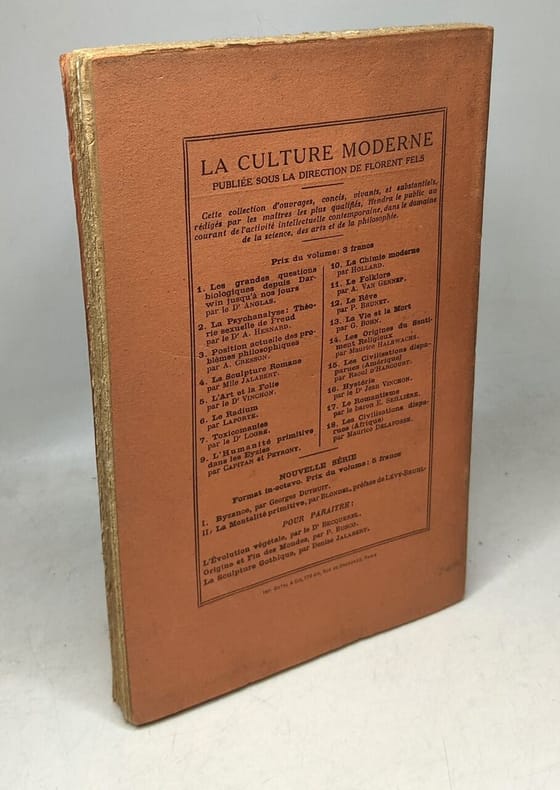 LA CULTURE MODERNE
PUBLIÉE SOUS LA DIRECTION DE FLORENT FELS
Cette collection d'ouvrages, concis, vivants, et substantiels,
rédigés par les maîtres les plus qualifiés, tiendra le public au
courant de l'activité intellectuelle contemporaine, dans le domaine
de la science, des arts et de la philosophie.
Prix du volume: 3 francs
1. Les grandes questions
biologiques depuis Dar-
win jusqu'à nos jours
par le Dr ANGLAS.
2. La Psychanalyse: Théo-
rie sexuelle de Freud
par le Dr A. HESNARD.
3. Position actuelle des pro-
blèmes philosophiques
par A. CRESSON.
4. La Sculpture Romane
par Mlle JALABERT.
5. L'Art et la Folie
par le Dr VINCHON.
6. Le Radium
par LAPORTE.
7. Toxicomanies
par le Dr LOGRE.
9. L'Humanité primitive
dans les Eyzies
par CAPITAN et PEYRONY.
10. La Chimie moderne
par HOLLARD.
11. Le Folklore
par A. VAN GENNEP.
12. Le Rêve
par P. BRUNET.
13. La Vie et la Mort
par G. BOHN.
14. Les Origines du Senti-
ment Religieux
par Maurice HALBWACHS.
15. Les Civilisations dispa-
parues (Amérique)
par Raoul d'HARCOURT.
16. Hystérie
par le Dr Jean VINCHON.
17. Le Romantisme
par le baron E. SEILLIÈRE.
18. Les Civilisations dispa-
rues (Afrique)
par Maurice DELAFOSSE.
NOUVELLE SÉRIE
Format in-octavo. Prix du volume: 5 francs
I. Byzance, par Georges DUTHUIT.
II. La Mentalité primitive, par BLONDEL, préface de LÉVY-BRUHL.
POUR PARAITRE:
L'Évolution végétale, par le Dr BECQUEREL.
Origine et Fin des Mondes, par P. BUSCO.
La Sculpture Gothique, par Denise JALABERT.